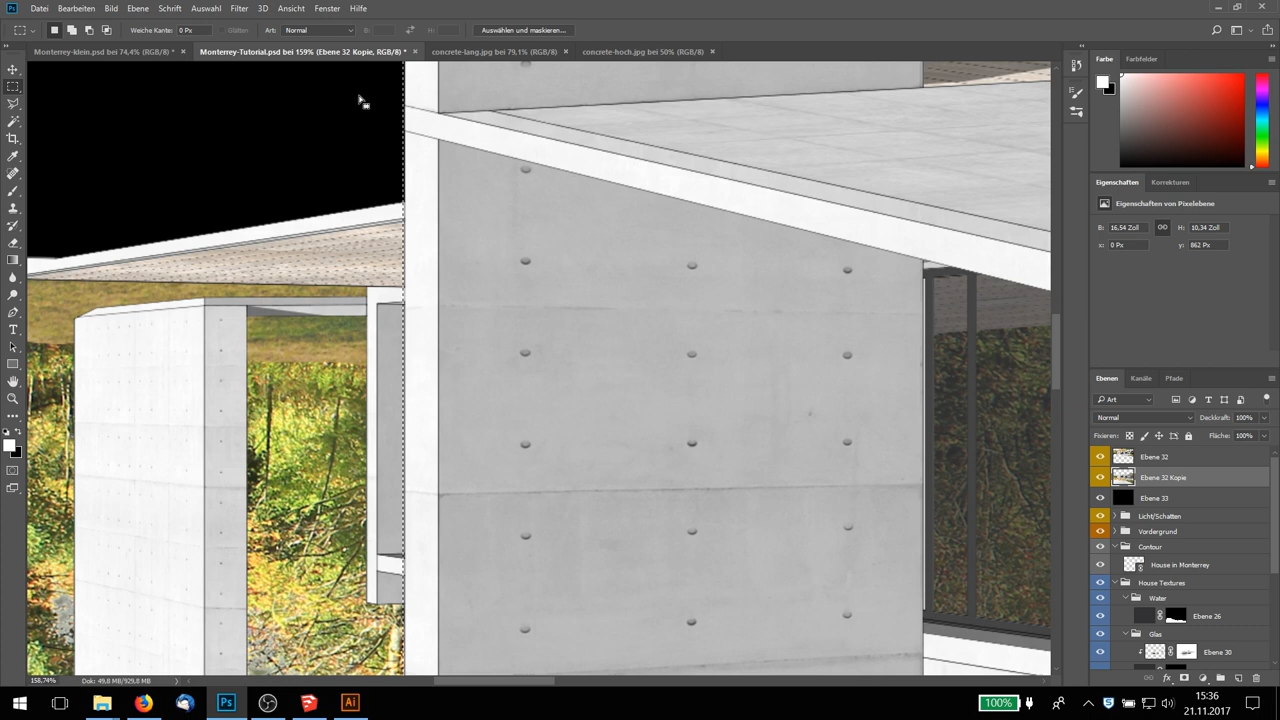 Datei Bearbeiten Bild Ebene Schrift Auswahl Filter 3D Ansicht Fenster Hilfe
Weiche Kante: 0 Px Glätten Art: Normal B: H: Auswählen und maskieren...
Monterrey-klein.psd bei 74,4% (RGB/8) * × Monterrey-Tutorial.psd bei 159% (Ebene 32 Kopie, RGB/8) * × concrete-lang.jpg bei 79,1% (RGB/8) × concrete-hoch.jpg bei 50% (RGB/8) ×
Farbe Farbfelder
Eigenschaften Korrekturen
Eigenschaften von Pixelebene
B: 16,54 Zoll H: 10,34 Zoll
x: 0 Px y: 862 Px
Ebenen Kanäle Pfade
Art
Normal Deckkraft: 100%
Fixieren: Fläche: 100%
Ebene 32
Ebene 32 Kopie
Ebene 33
Licht/Schatten
Vordergrund
Contour
House in Monterrey
House Textures
Water
Ebene 26
Glas
Ebene 30
158,74% Dok: 49,8 MB/929,8 MB
Ps Ai 100% 15:36
21.11.2017